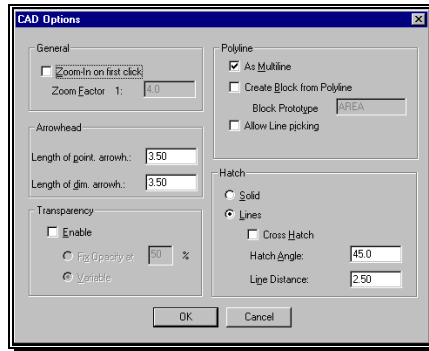 CAD Options
General
Zoom-In on first click
Zoom Factor 1: 4.0
Arrowhead
Length of point. arrowh.: 3.50
Length of dim. arrowh.: 3.50
Transparency
Enable
Fix Opacity at 50 %
Variable
Polyline
As Multiline
Create Block from Polyline
Block Prototype AREA
Allow Line picking
Hatch
Solid
Lines
Cross Hatch
Hatch Angle: 45.0
Line Distance: 2.50
OK Cancel